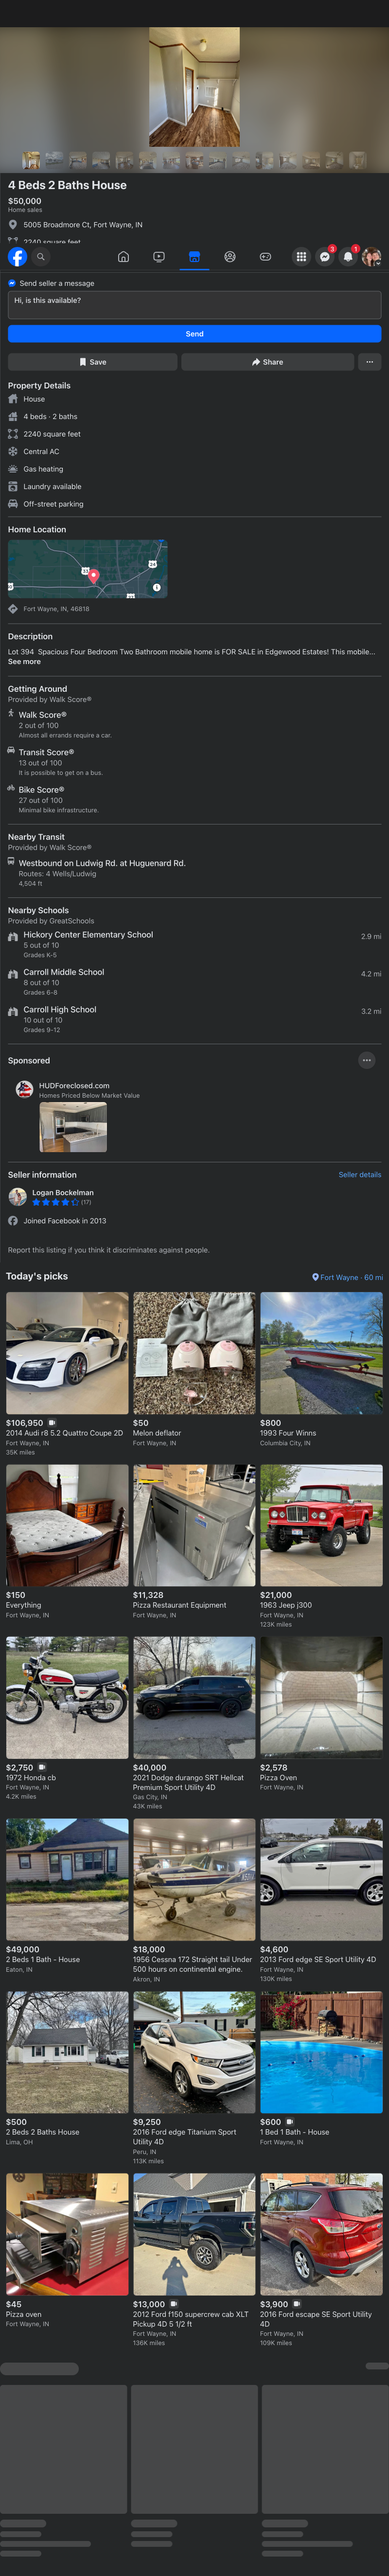 4 Beds 2 Baths House
$50,000
Home sales
5005 Broadmore Ct, Fort Wayne, IN
2240 square feet
3
1
Send seller a message
Hi, is this available?
Send
Save
Share
Property Details
House
4 beds · 2 baths
2240 square feet
Central AC
Gas heating
Laundry available
Off-street parking
Home Location
Fort Wayne, IN, 46818
Description
Lot 394 Spacious Four Bedroom Two Bathroom mobile home is FOR SALE in Edgewood Estates! This mobile...
See more
Getting Around
Provided by Walk Score®
Walk Score®
2 out of 100
Almost all errands require a car.
Transit Score®
13 out of 100
It is possible to get on a bus.
Bike Score®
27 out of 100
Minimal bike infrastructure.
Nearby Transit
Provided by Walk Score®
Westbound on Ludwig Rd. at Huguenard Rd.
Routes: 4 Wells/Ludwig
4,504 ft
Nearby Schools
Provided by GreatSchools
Hickory Center Elementary School
2.9 mi
5 out of 10
Grades K-5
Carroll Middle School
4.2 mi
8 out of 10
Grades 6-8
Carroll High School
3.2 mi
10 out of 10
Grades 9-12
Sponsored
HUDForeclosed.com
Homes Priced Below Market Value
Seller information
Seller details
Logan Bockelman
(17)
Joined Facebook in 2013
Report this listing if you think it discriminates against people.
Today's picks
Fort Wayne · 60 mi
$106,950
2014 Audi r8 5.2 Quattro Coupe 2D
Fort Wayne, IN
35K miles
$50
Melon deflator
Fort Wayne, IN
$800
1993 Four Winns
Columbia City, IN
$150
Everything
Fort Wayne, IN
$11,328
Pizza Restaurant Equipment
Fort Wayne, IN
$21,000
1963 Jeep j300
Fort Wayne, IN
123K miles
$2,750
1972 Honda cb
Fort Wayne, IN
4.2K miles
$40,000
2021 Dodge durango SRT Hellcat
Premium Sport Utility 4D
Gas City, IN
43K miles
$2,578
Pizza Oven
Fort Wayne, IN
$49,000
2 Beds 1 Bath - House
Eaton, IN
$18,000
1956 Cessna 172 Straight tail Under
500 hours on continental engine.
Akron, IN
$4,600
2013 Ford edge SE Sport Utility 4D
Fort Wayne, IN
130K miles
$500
2 Beds 2 Baths House
Lima, OH
$9,250
2016 Ford edge Titanium Sport
Utility 4D
Peru, IN
113K miles
$600
1 Bed 1 Bath - House
Fort Wayne, IN
$45
Pizza oven
Fort Wayne, IN
$13,000
2012 Ford f150 supercrew cab XLT
Pickup 4D 5 1/2 ft
Fort Wayne, IN
136K miles
$3,900
2016 Ford escape SE Sport Utility
4D
Fort Wayne, IN
109K miles